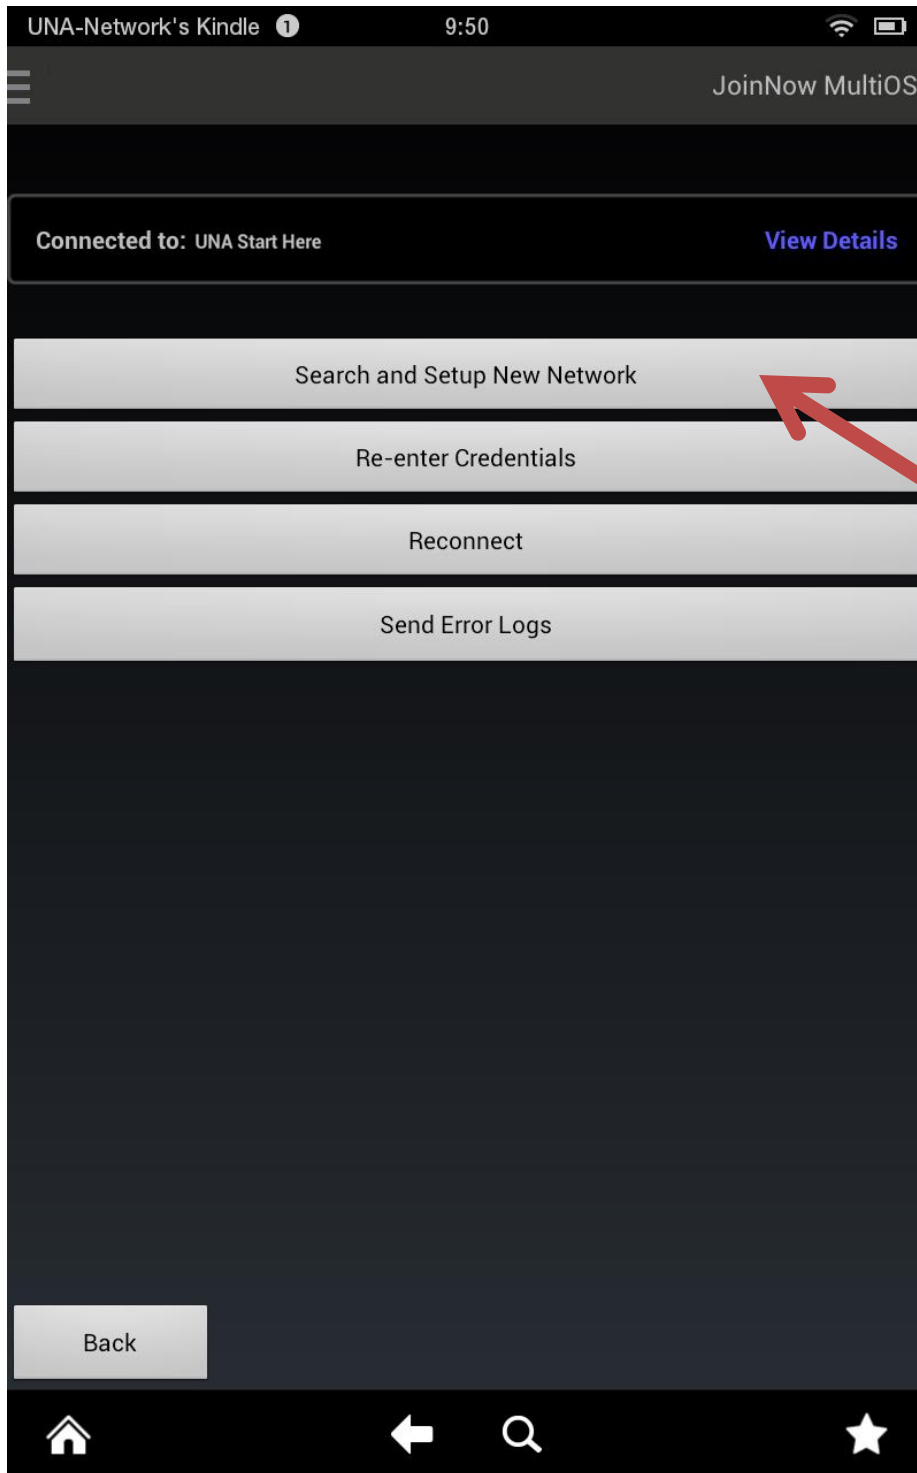 UNA-Network's Kindle 1 9:50
JoinNow MultiOS
Connected to: UNA Start Here View Details
Search and Setup New Network
Re-enter Credentials
Reconnect
Send Error Logs
Back